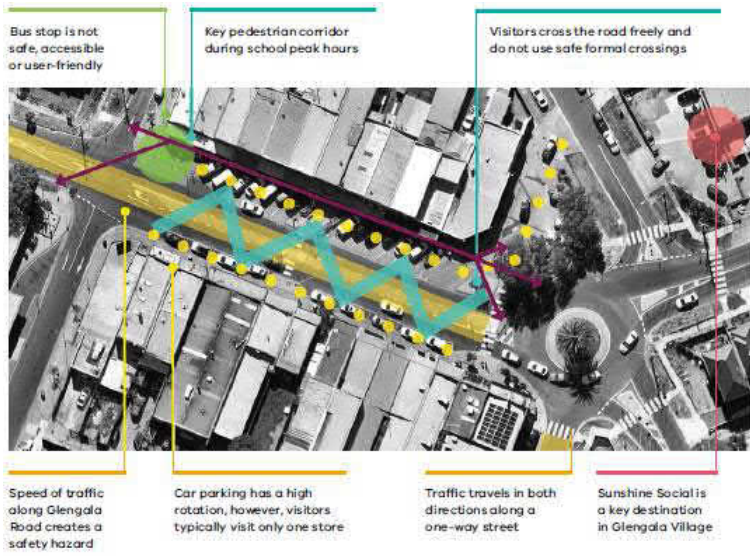 Bus stop is not
safe, accessible
or user-friendly
Key pedestrian corridor
during school peak hours
Visitors cross the road freely and
do not use safe formal crossings
Speed of traffic
along Glengala
Road creates a
safety hazard
Car parking has a high
rotation, however, visitors
typically visit only one store
Traffic travels in both
directions along a
one-way street
Sunshine Social is
a key destination
in Glengala Village